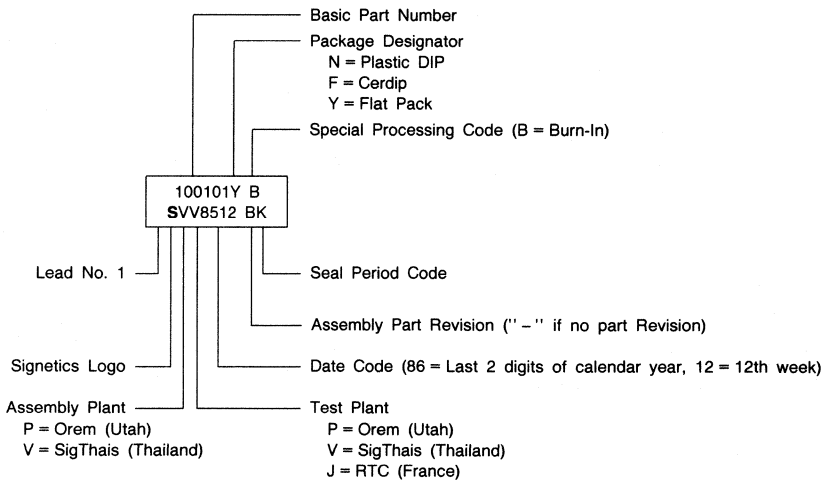 Basic Part Number
Package Designator
N = Plastic DIP
F = Cerdip
Y = Flat Pack
Special Processing Code (B = Burn-In)
100101Y B
SVV8512 BK
Lead No. 1
Seal Period Code
Assembly Part Revision ("–" if no part Revision)
Signetics Logo
Date Code (86 = Last 2 digits of calendar year, 12 = 12th week)
Assembly Plant
P = Orem (Utah)
V = SigThais (Thailand)
Test Plant
P = Orem (Utah)
V = SigThais (Thailand)
J = RTC (France)